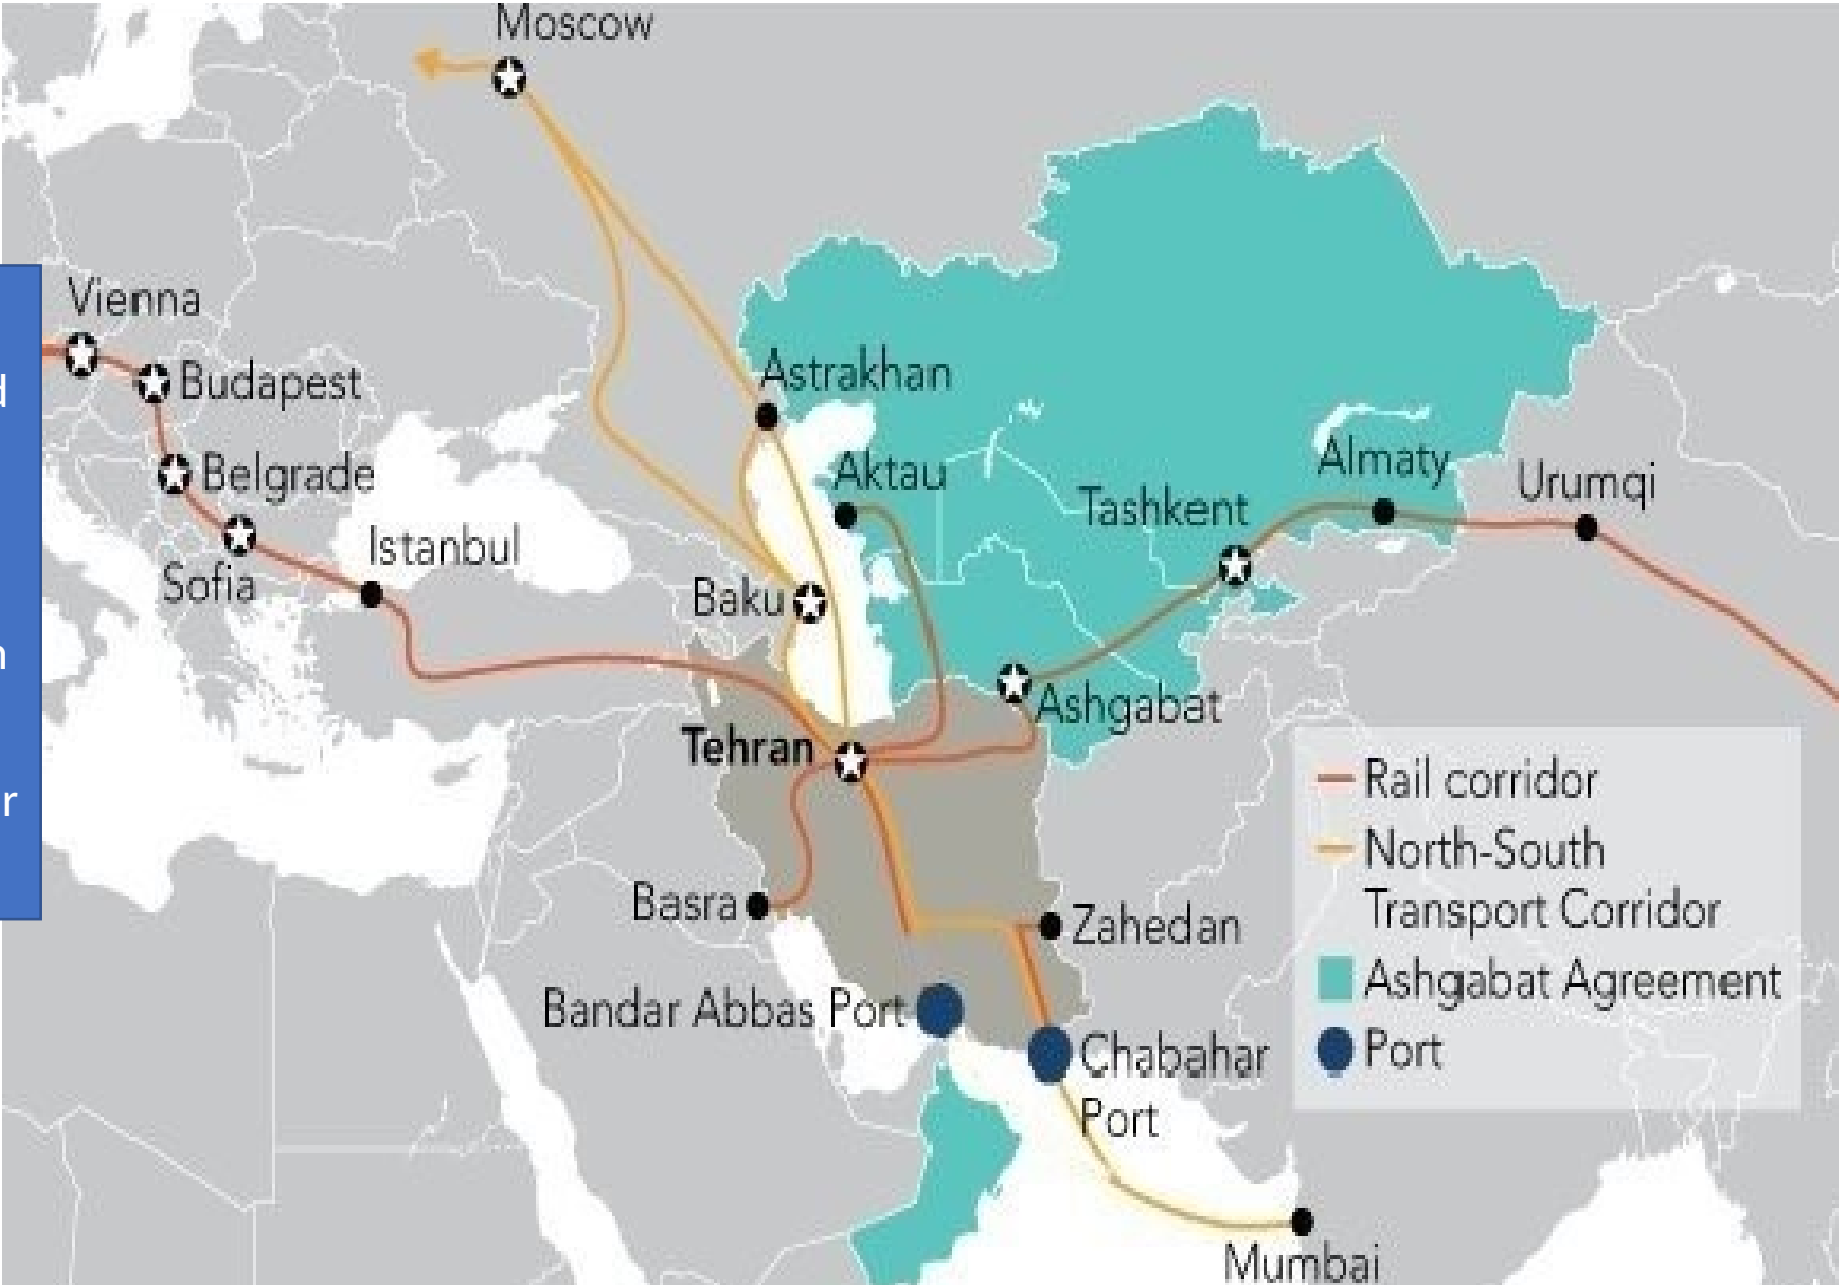 Moscow
Vienna
Budapest
Astrakhan
Belgrade
Aktau
Almaty
Urumqi
Tashkent
Istanbul
Sofia
Baku
Ashgabat
Tehran
Rail corridor
North-South
Transport Corridor
Basra
Zahedan
Ashgabat Agreement
Bandar Abbas Port
Port
Chabahar
Port
Mumbai